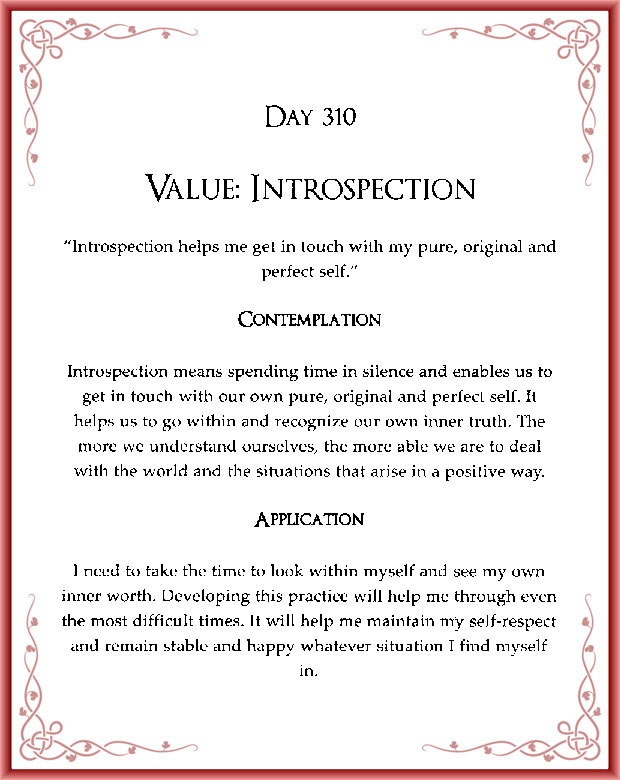 Day 310
Value: Introspection
“Introspection helps me get in touch with my pure, original and
perfect self.”
Contemplation
Introspection means spending time in silence and enables us to
get in touch with our own pure, original and perfect self. It
helps us to go within and recognize our own inner truth. The
more we understand ourselves, the more able we are to deal
with the world and the situations that arise in a positive way.
Application
I need to take the time to look within myself and see my own
inner worth. Developing this practice will help me through even
the most difficult times. It will help me maintain my self-respect
and remain stable and happy whatever situation I find myself
in.